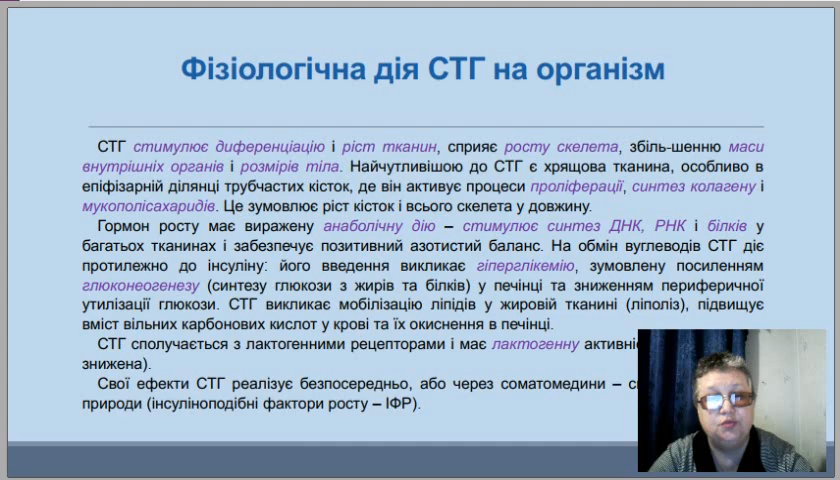 Фізіологічна дія СТГ на організм
СТГ стимулює диференціацію і ріст тканин, сприяє росту скелета, збіль-шенню маси
внутрішніх органів і розмірів тіла. Найчутливішою до СТГ є хрящова тканина, особливо в
епіфізарній ділянці трубчастих кісток, де він активує процеси проліферації, синтез колагену і
мукополісахаридів. Це зумовлює ріст кісток і всього скелета у довжину.
Гормон росту має виражену анаболічну дію – стимулює синтез ДНК, РНК і білків у
багатьох тканинах і забезпечує позитивний азотистий баланс. На обмін вуглеводів СТГ діє
протилежно до інсуліну: його введення викликає гіперглікемію, зумовлену посиленням
глюконеогенезу (синтезу глюкози з жирів та білків) у печінці та зниженням периферичної
утилізації глюкози. СТГ викликає мобілізацію ліпідів у жировій тканині (ліполіз), підвищує
вміст вільних карбонових кислот у крові та їх окиснення в печінці.
СТГ сполучається з лактогенними рецепторами і має лактогенну
знижена).
Свої ефекти СТГ реалізує безпосередньо, або через соматомедини –
природи (інсуліноподібні фактори росту – ІФР).